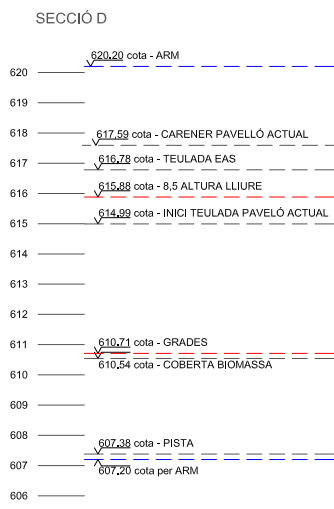 SECCIÓ D
620.20 cota - ARM
620
619
618
617.59 cota - CARENER PAVELLÓ ACTUAL
617
616.78 cota - TEULADA EAS
616
615.88 cota - 8,5 ALTURA LLIURE
614.99 cota - INICI TEULADA PAVELÓ ACTUAL
615
614
613
612
611
610.71 cota - GRADES
610.54 cota - COBERTA BIOMASSA
610
609
608
607.38 cota - PISTA
607
607.20 cota per ARM
606